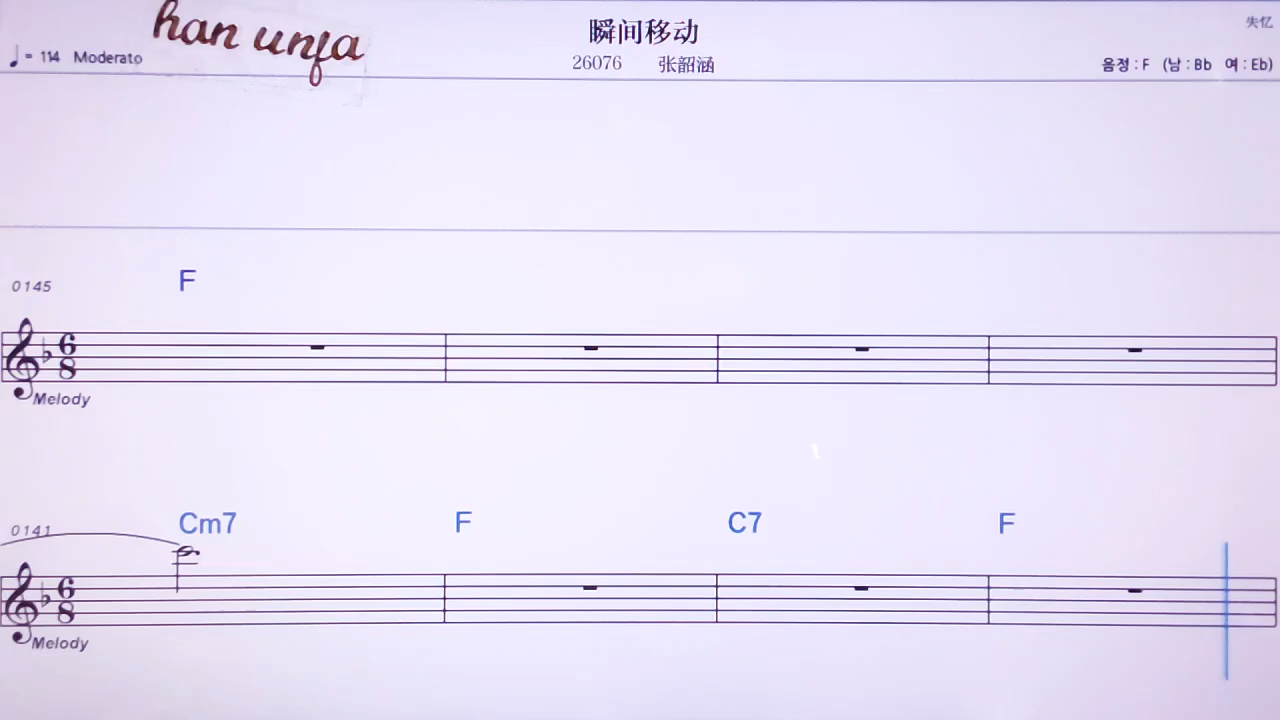 han unfa
瞬间移动
失忆
♩= 114 Moderato
26076 张韶涵
음정 : F (남 : Bb 여 : Eb)
0145
F
6
8
Melody
0141
Cm7 F C7 F
6
8
Melody